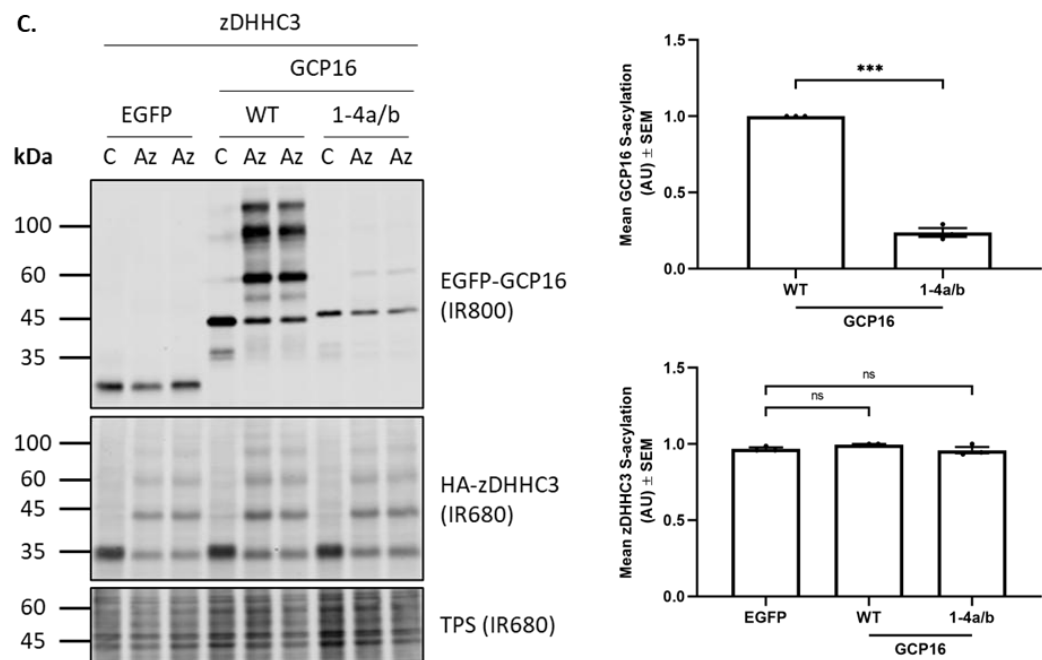 C.
zDHHC3
GCP16
EGFP WT 1-4a/b
kDa C Az Az C Az Az C Az Az
100
60
45
35
EGFP-GCP16
(IR800)
100
60
45
35
HA-zDHHC3
(IR680)
60
45
TPS (IR680)
Mean GCP16 S-acylation
(AU) ± SEM
1.5
1.0
0.5
0.0
***
WT 1-4a/b
GCP16
Mean zDHHC3 S-acylation
(AU) ± SEM
1.5
1.0
0.5
0.0
ns
ns
EGFP WT 1-4a/b
GCP16